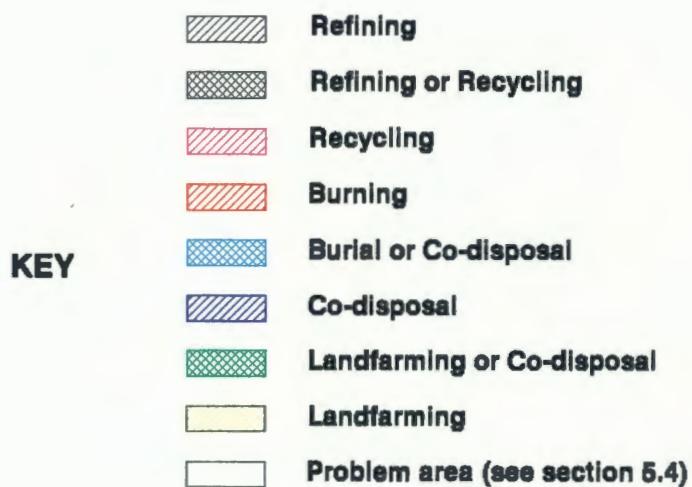 Refining
Refining or Recycling
Recycling
Burning
KEY
Burial or Co-disposal
Co-disposal
Landfarming or Co-disposal
Landfarming
Problem area (see section 5.4)